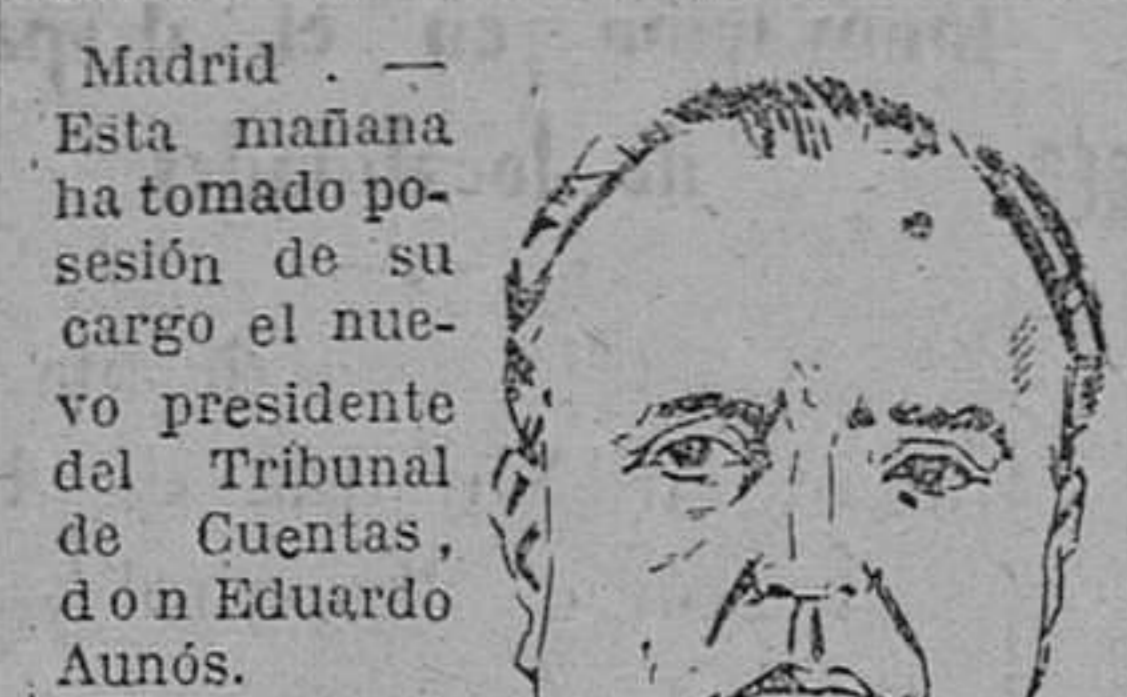 Madrid . —
Esta mañana
ha tomado po-
sesión de su
cargo el nue-
vo presidente
del Tribunal
de Cuentas,
don Eduardo
Aunós.